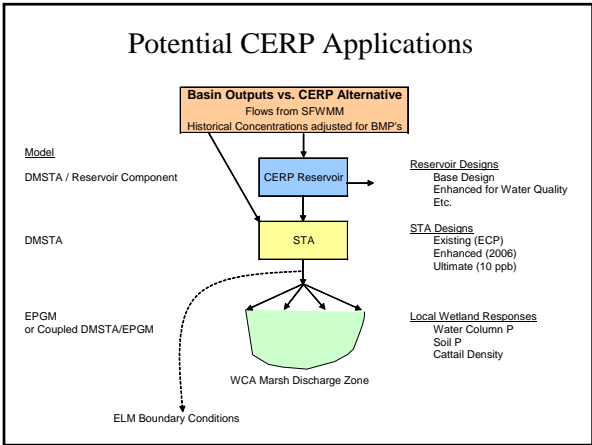 Potential CERP Applications
Basin Outputs vs. CERP Alternative
Flows from SFWMM
Historical Concentrations adjusted for BMP's
Model
DMSTA / Reservoir Component
CERP Reservoir
Reservoir Designs
Base Design
Enhanced for Water Quality
Etc.
DMSTA
STA
STA Designs
Existing (ECP)
Enhanced (2006)
Ultimate (10 ppb)
EPGM
or Coupled DMSTA/EPGM
Local Wetland Responses
Water Column P
Soil P
Cattail Density
WCA Marsh Discharge Zone
ELM Boundary Conditions